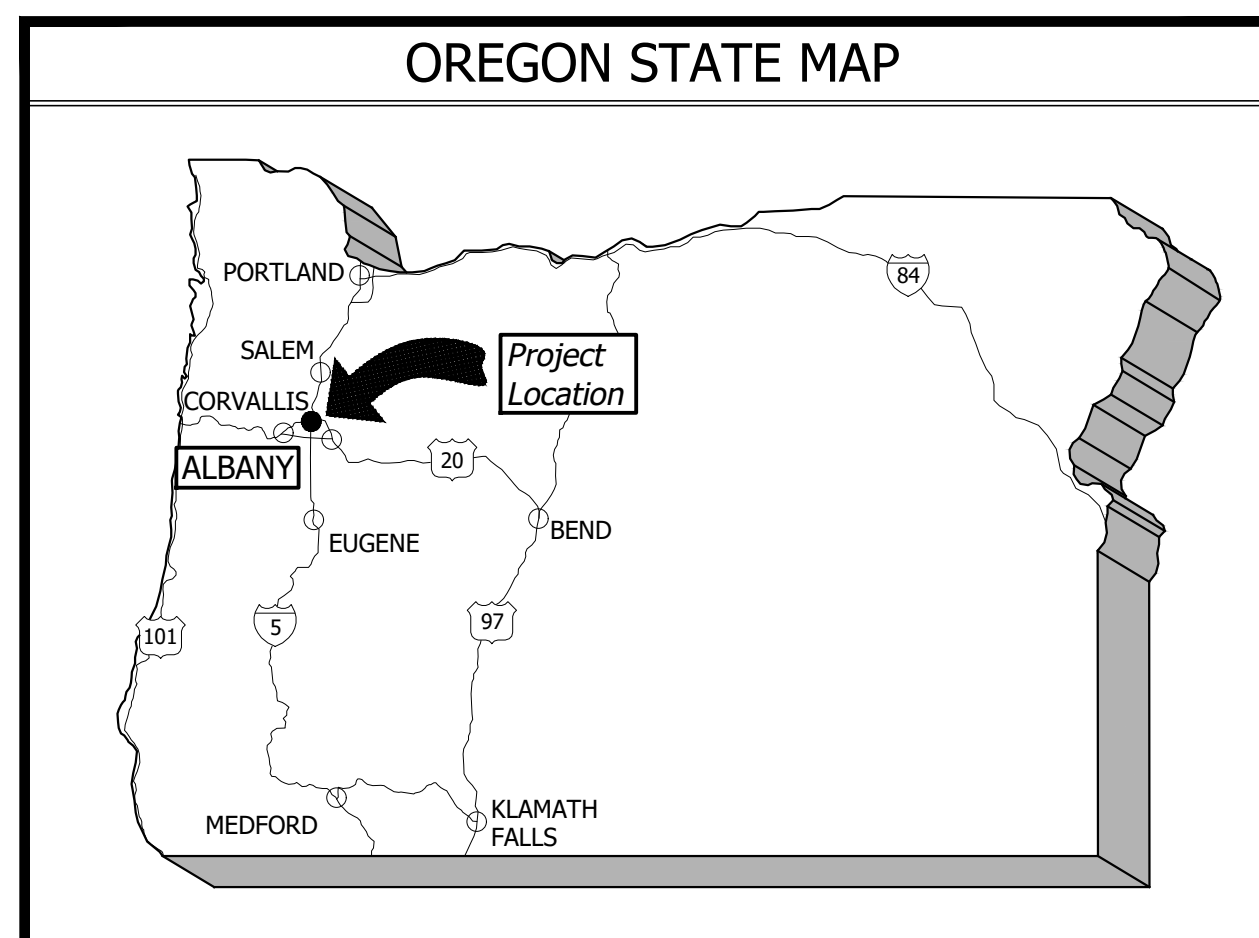 OREGON STATE MAP
PORTLAND
84
SALEM
Project
Location
CORVALLIS
ALBANY
20
EUGENE
BEND
101
5
97
MEDFORD
KLAMATH
FALLS